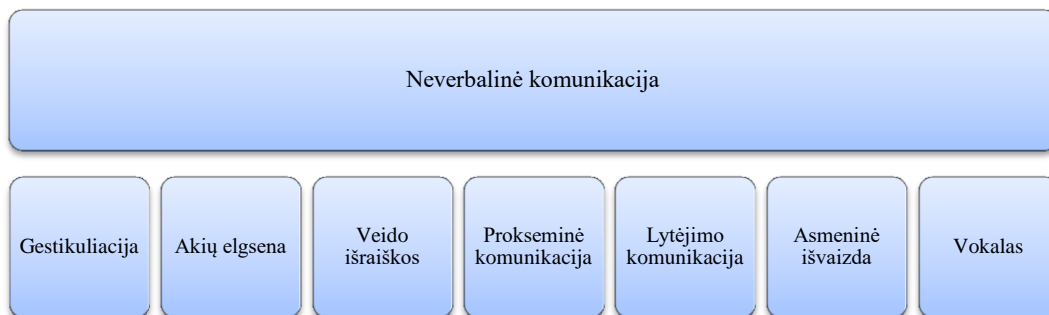 Neverbalinė komunikacija
Gestikuliacija
Akių elgsena
Veido
išraiškos
Prokseminė
komunikacija
Lytėjimo
komunikacija
Asmeninė
išvaizda
Vokalas